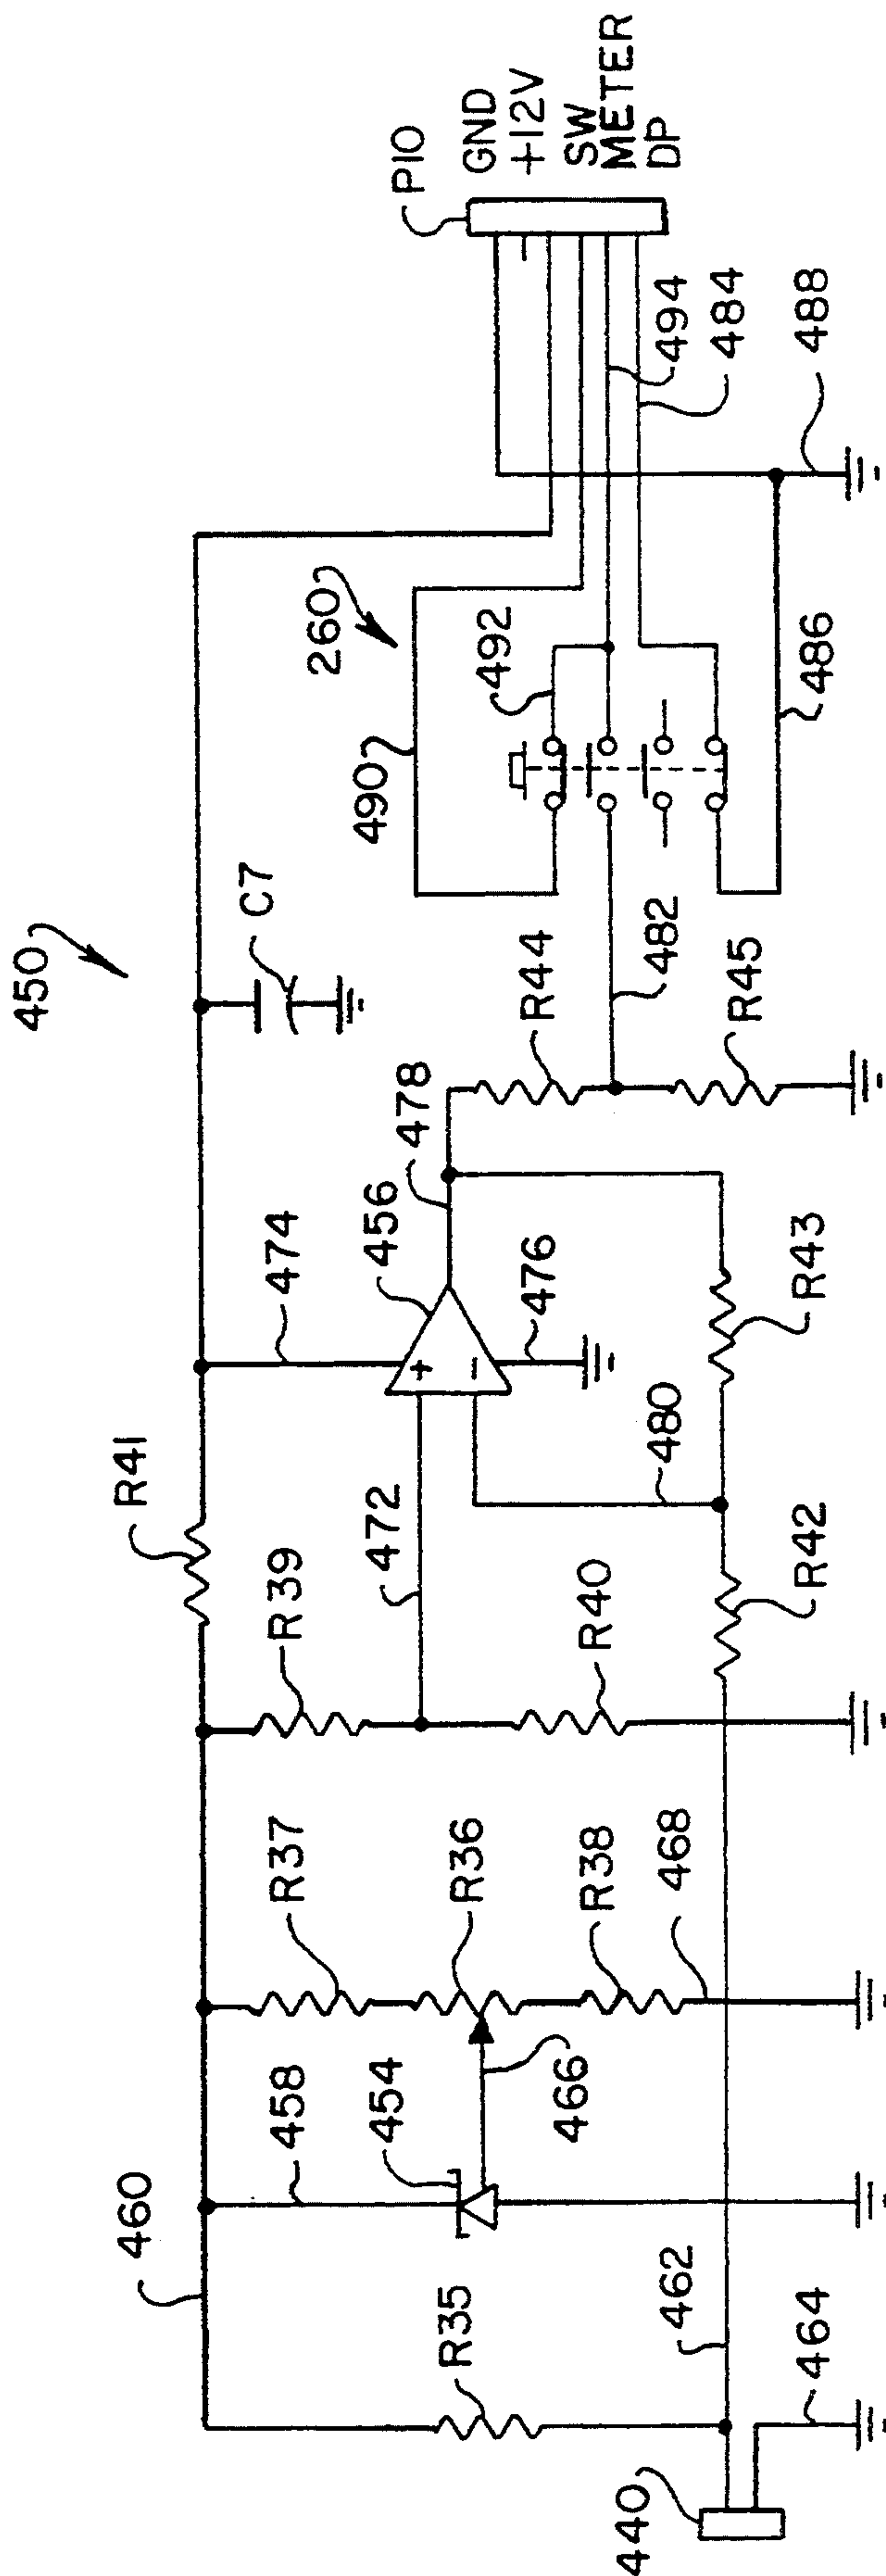 450
460
458
454
R35
R37
R36
R38
466
468
462
464
440
R41
R39
R40
472
474
456
478
476
480
R42
R43
C7
R44
R45
482
490
260
492
486
494
484
488
P10
GND
+12V
SW
METER
DP
+
−